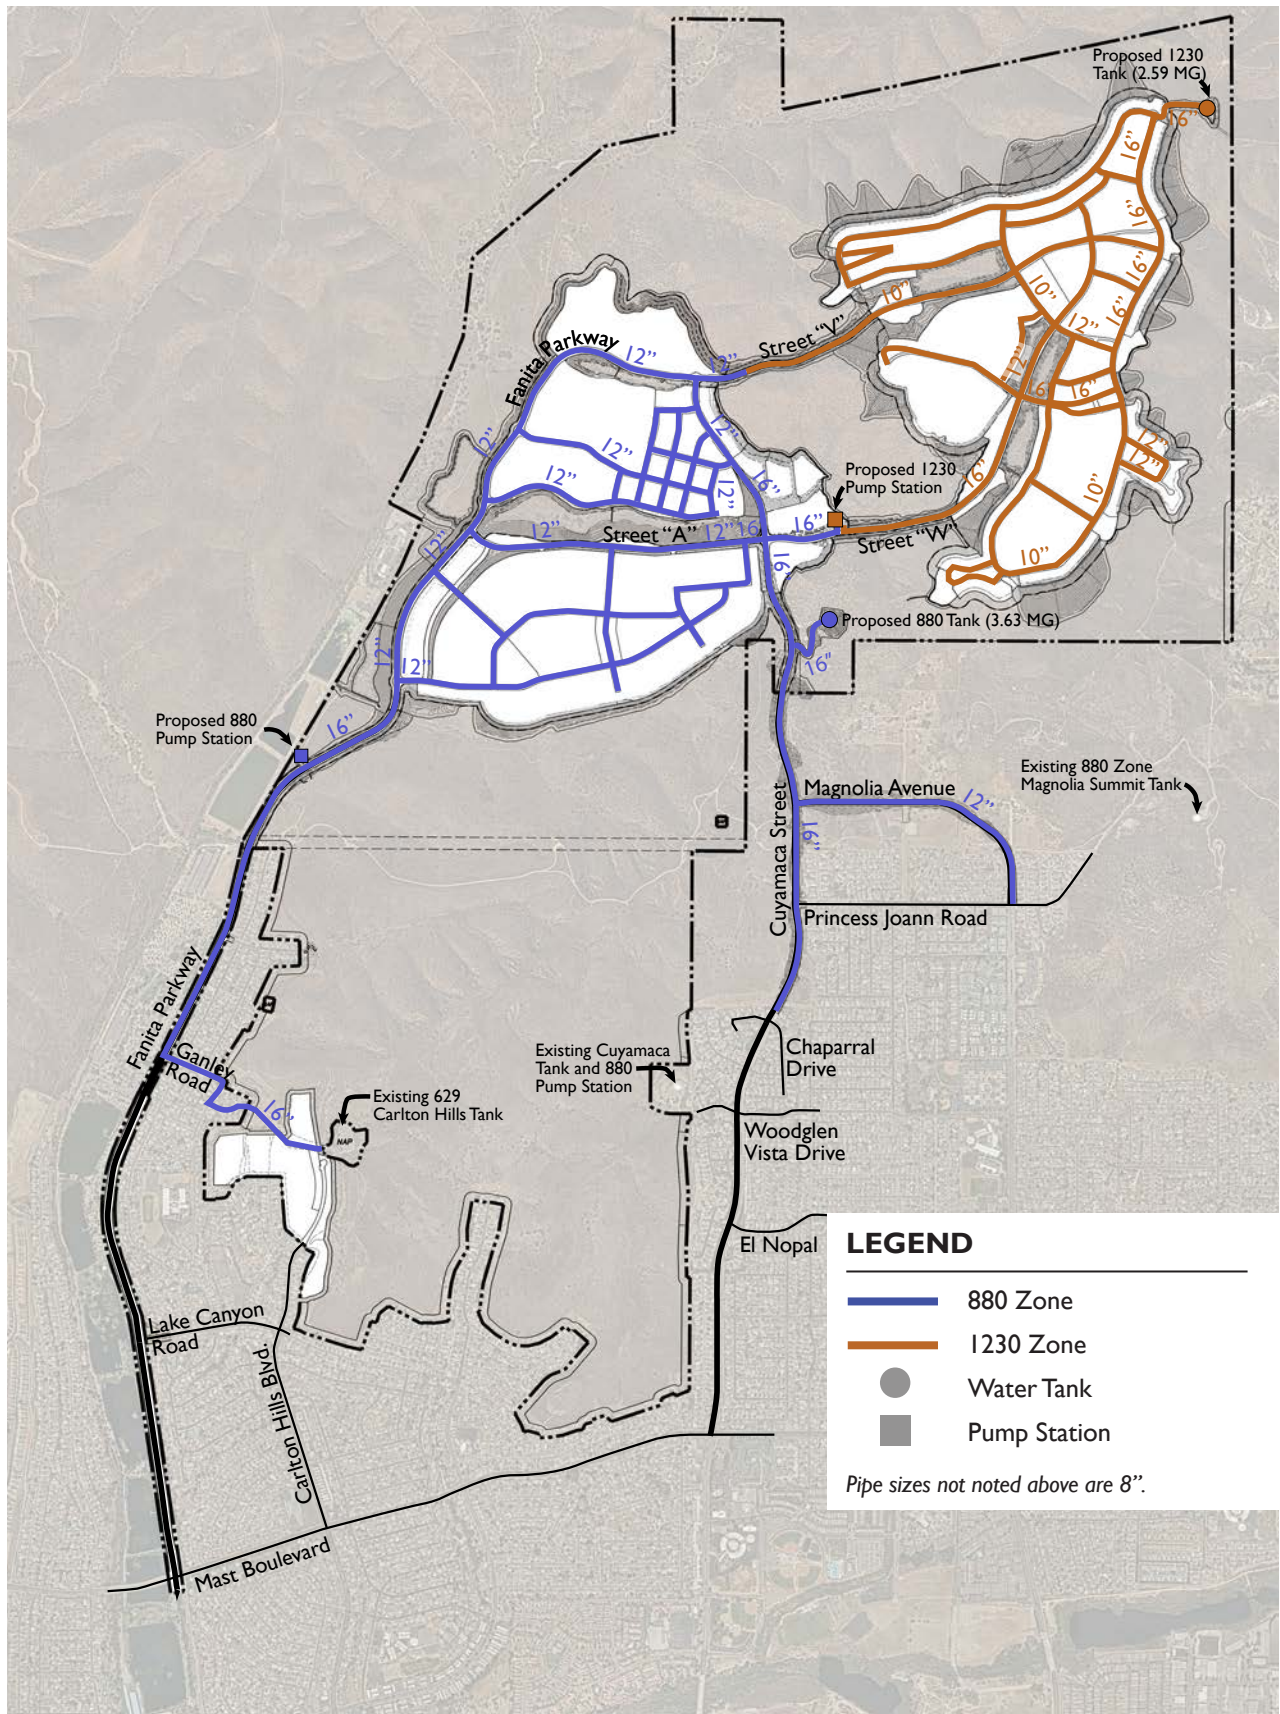 Proposed 1230
Tank (2.59 MG)
16”
16”
16”
16”
10”
10”
16”
12”
Street “V”
Fanita Parkway
12”
12”
12”
16”
16”
12”
12”
12”
12”
12”
16”
12”
12”
Proposed 1230
Pump Station
16”
10”
12”
Street “A”
12”
16”
16”
Street “W”
12”
16”
10”
Proposed 880 Tank (3.63 MG)
12”
12”
16”
Proposed 880
Pump Station
16”
Existing 880 Zone
Magnolia Summit Tank
Magnolia Avenue
12”
Cuyamaca Street
16”
Princess Joann Road
Fanita Parkway
Ganley
Road
16”
Existing Cuyamaca
Tank and 880
Pump Station
Chaparral
Drive
Existing 629
Carlton Hills Tank
NAP
Woodglen
Vista Drive
El Nopal
Lake Canyon
Road
Carlton Hills Blvd.
Mast Boulevard
LEGEND
880 Zone
1230 Zone
Water Tank
Pump Station
Pipe sizes not noted above are 8”.